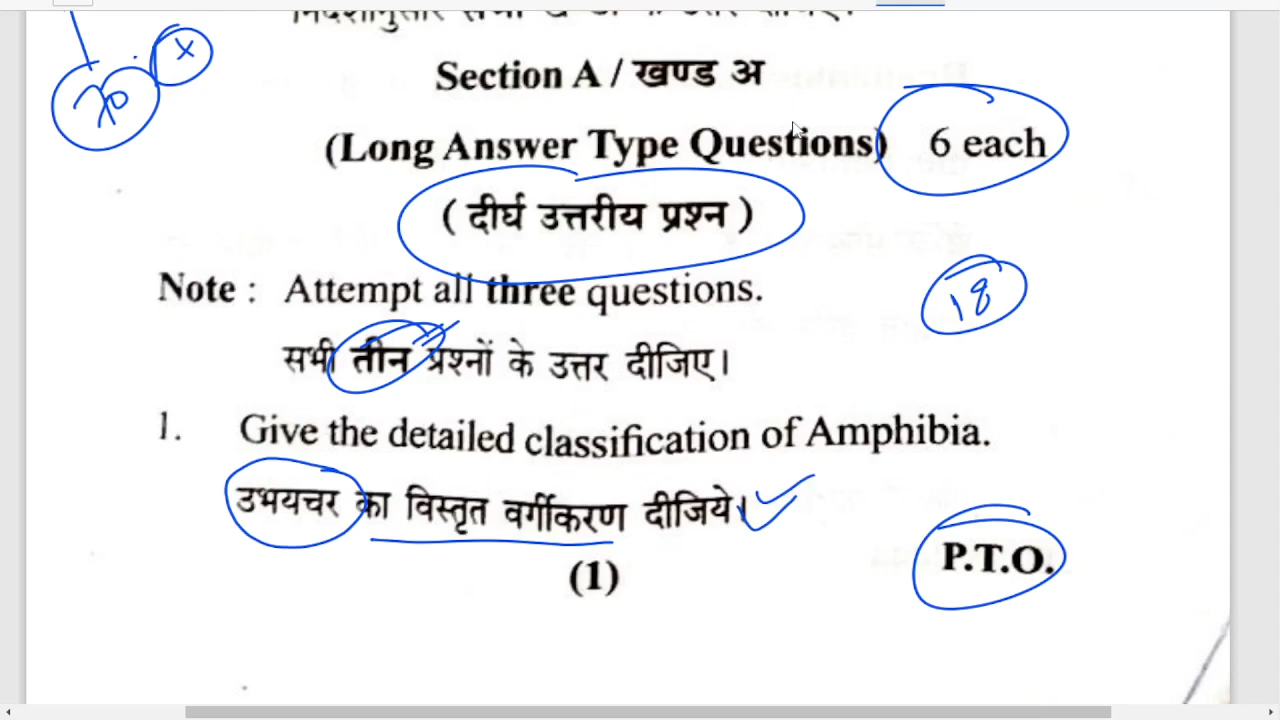 Section A / खण्ड अ
(Long Answer Type Questions) 6 each
( दीर्घ उत्तरीय प्रश्न )
Note : Attempt all three questions.
18
सभी तीन प्रश्नों के उत्तर दीजिए।
1. Give the detailed classification of Amphibia.
उभयचर का विस्तृत वर्गीकरण दीजिये।
(1)
P.T.O.